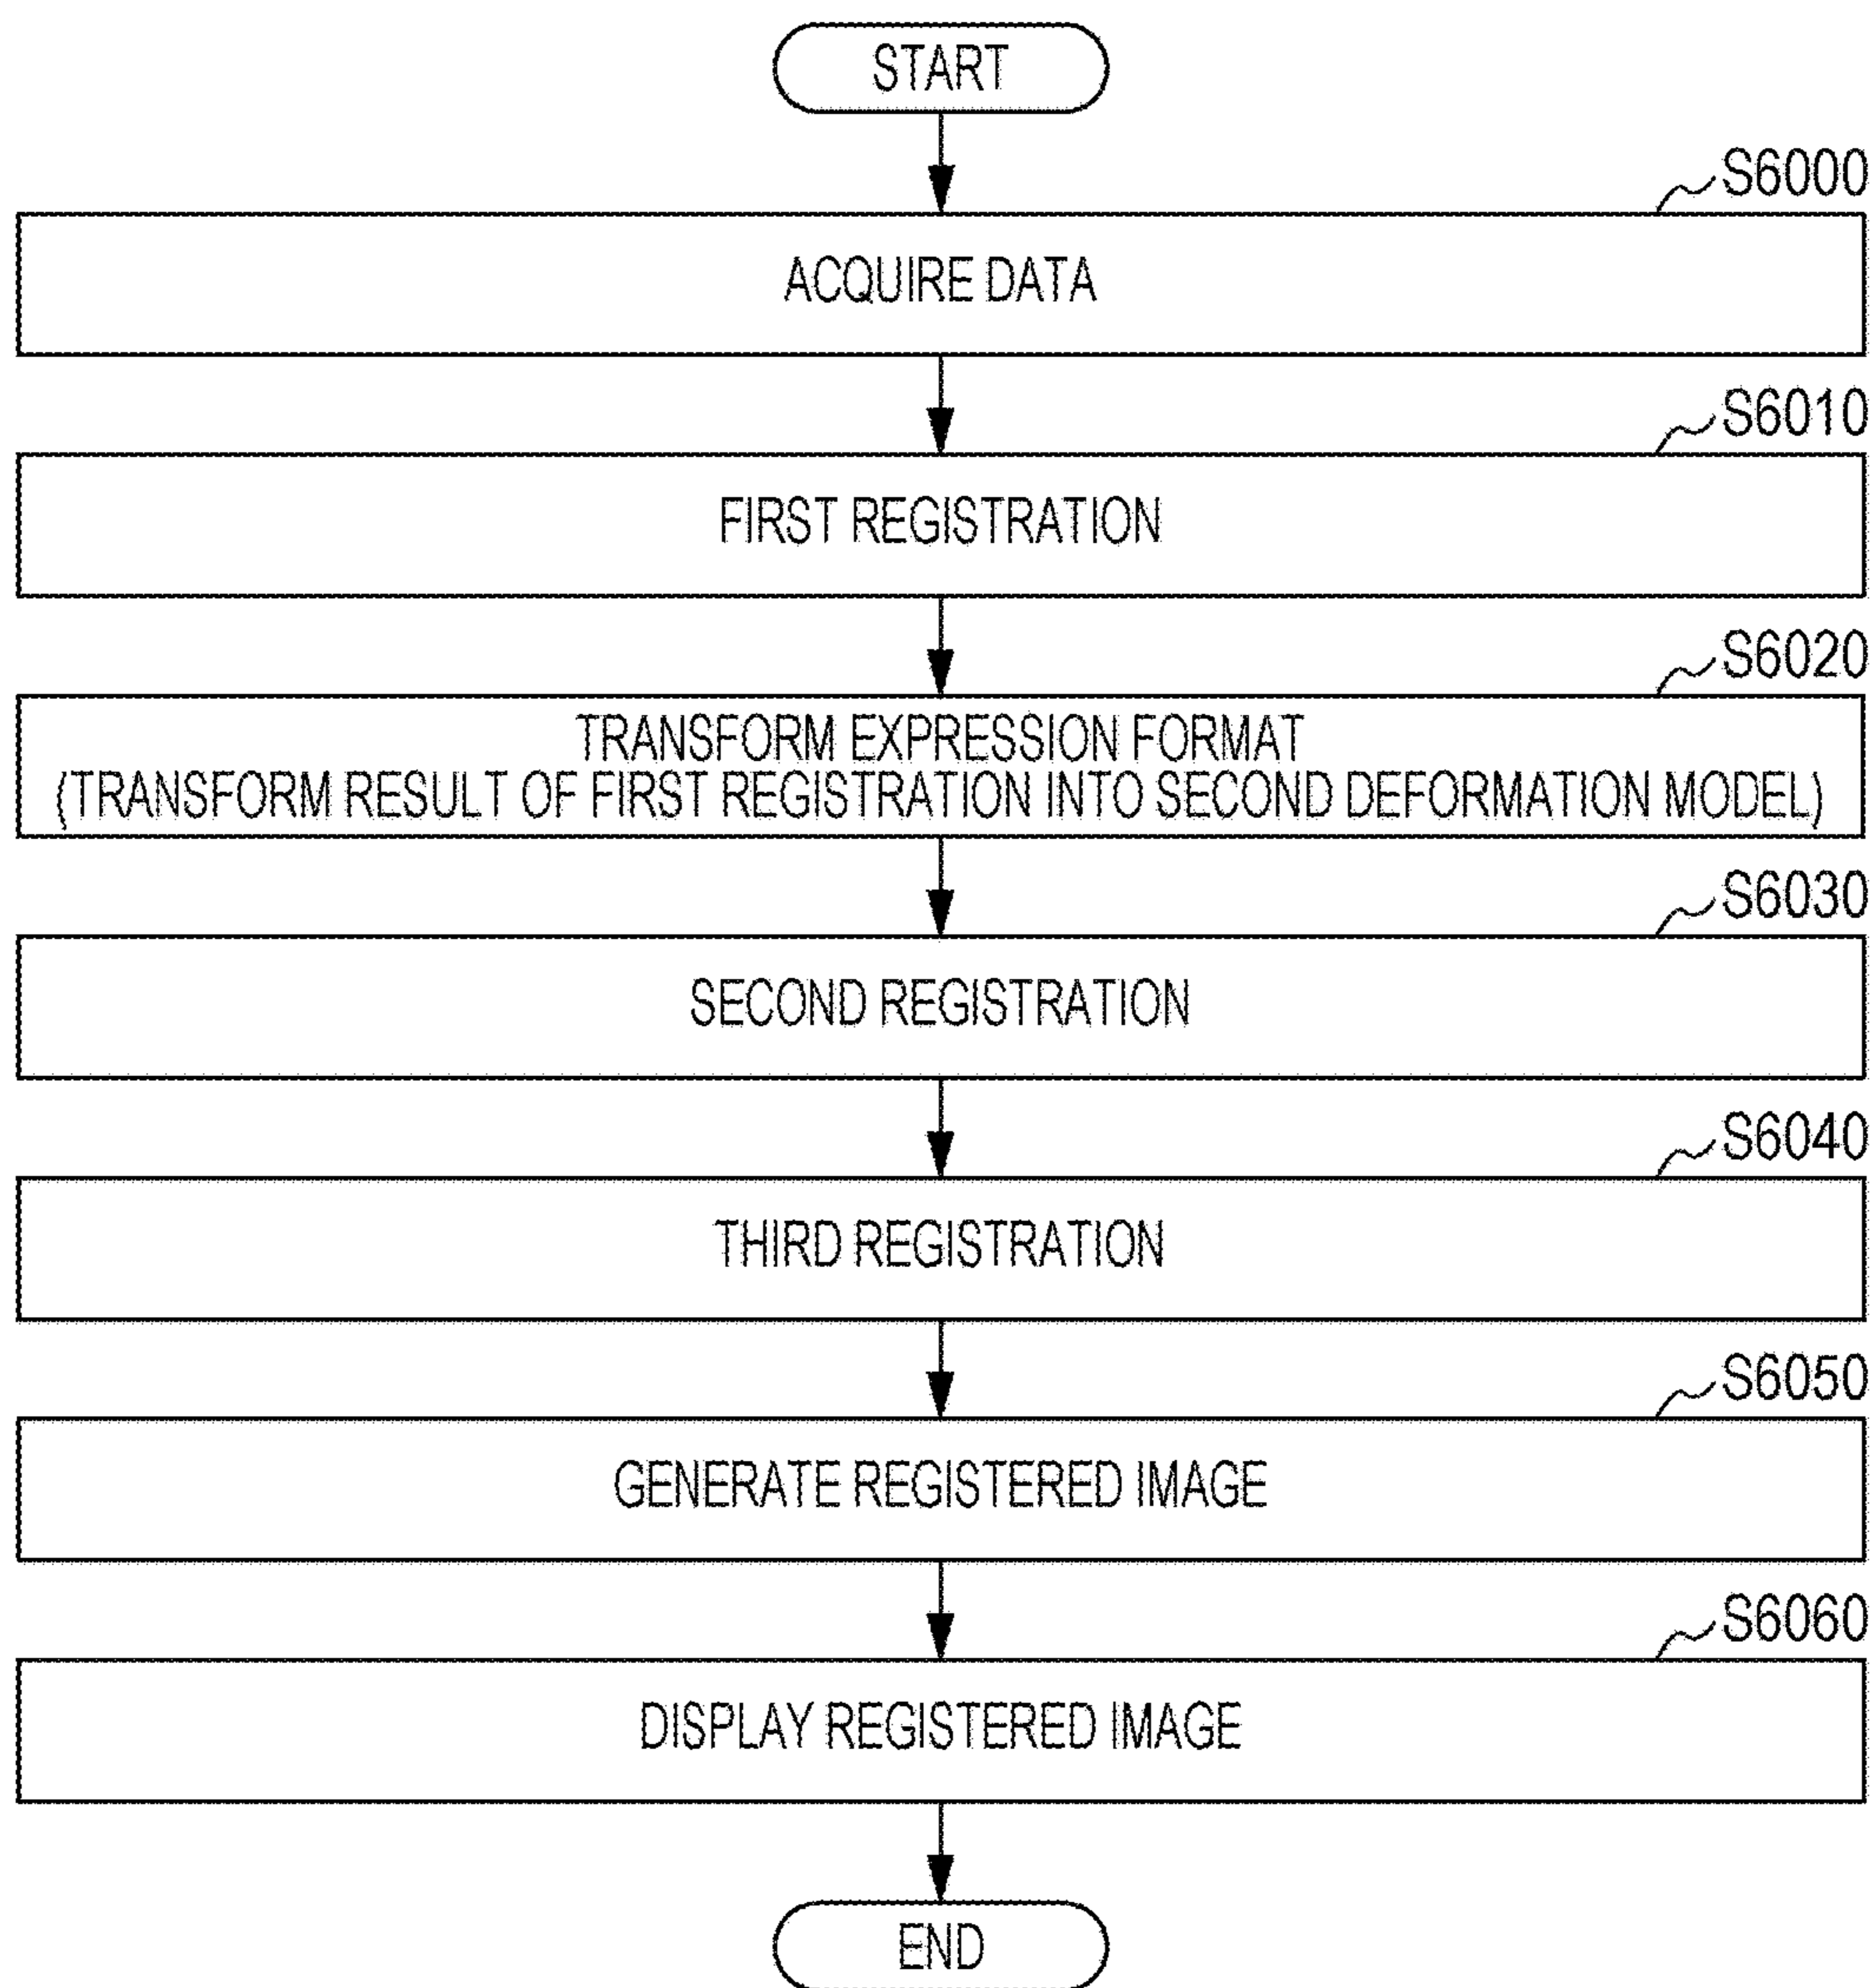 START
S6000
ACQUIRE DATA
S6010
FIRST REGISTRATION
S6020
TRANSFORM EXPRESSION FORMAT
(TRANSFORM RESULT OF FIRST REGISTRATION INTO SECOND DEFORMATION MODEL)
S6030
SECOND REGISTRATION
S6040
THIRD REGISTRATION
S6050
GENERATE REGISTERED IMAGE
S6060
DISPLAY REGISTERED IMAGE
END